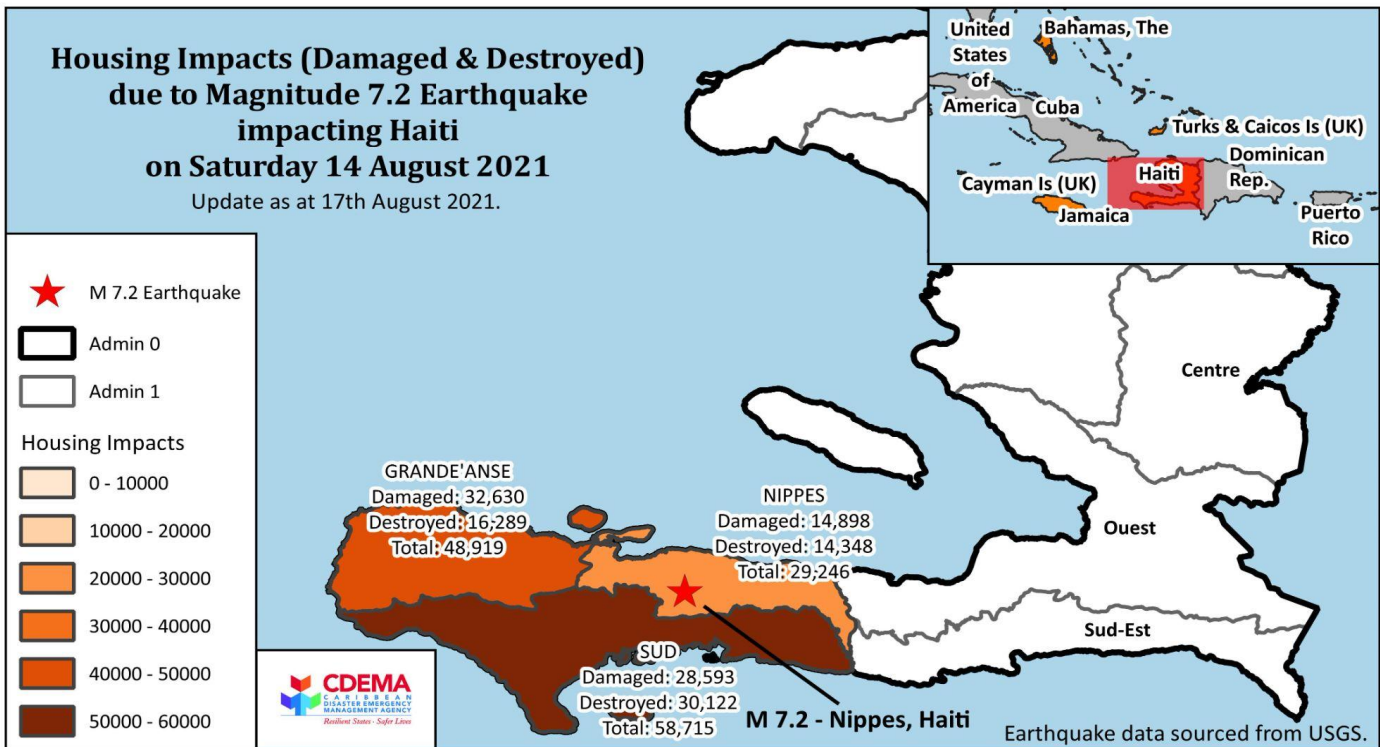 Housing Impacts (Damaged & Destroyed)
due to Magnitude 7.2 Earthquake
impacting Haiti
on Saturday 14 August 2021
Update as at 17th August 2021.
United
States
of
America
Bahamas, The
Cuba
Turks & Caicos Is (UK)
Dominican
Rep.
Haiti
Cayman Is (UK)
Jamaica
Puerto
Rico
M 7.2 Earthquake
Admin 0
Admin 1
Housing Impacts
0 - 10000
10000 - 20000
20000 - 30000
30000 - 40000
40000 - 50000
50000 - 60000
Centre
Ouest
Sud-Est
GRANDE'ANSE
Damaged: 32,630
Destroyed: 16,289
Total: 48,919
NIPPES
Damaged: 14,898
Destroyed: 14,348
Total: 29,246
SUD
Damaged: 28,593
Destroyed: 30,122
Total: 58,715
M 7.2 - Nippes, Haiti
CDEMA
CARIBBEAN
DISASTER EMERGENCY
MANAGEMENT AGENCY
Resilient States - Safer Lives
Earthquake data sourced from USGS.